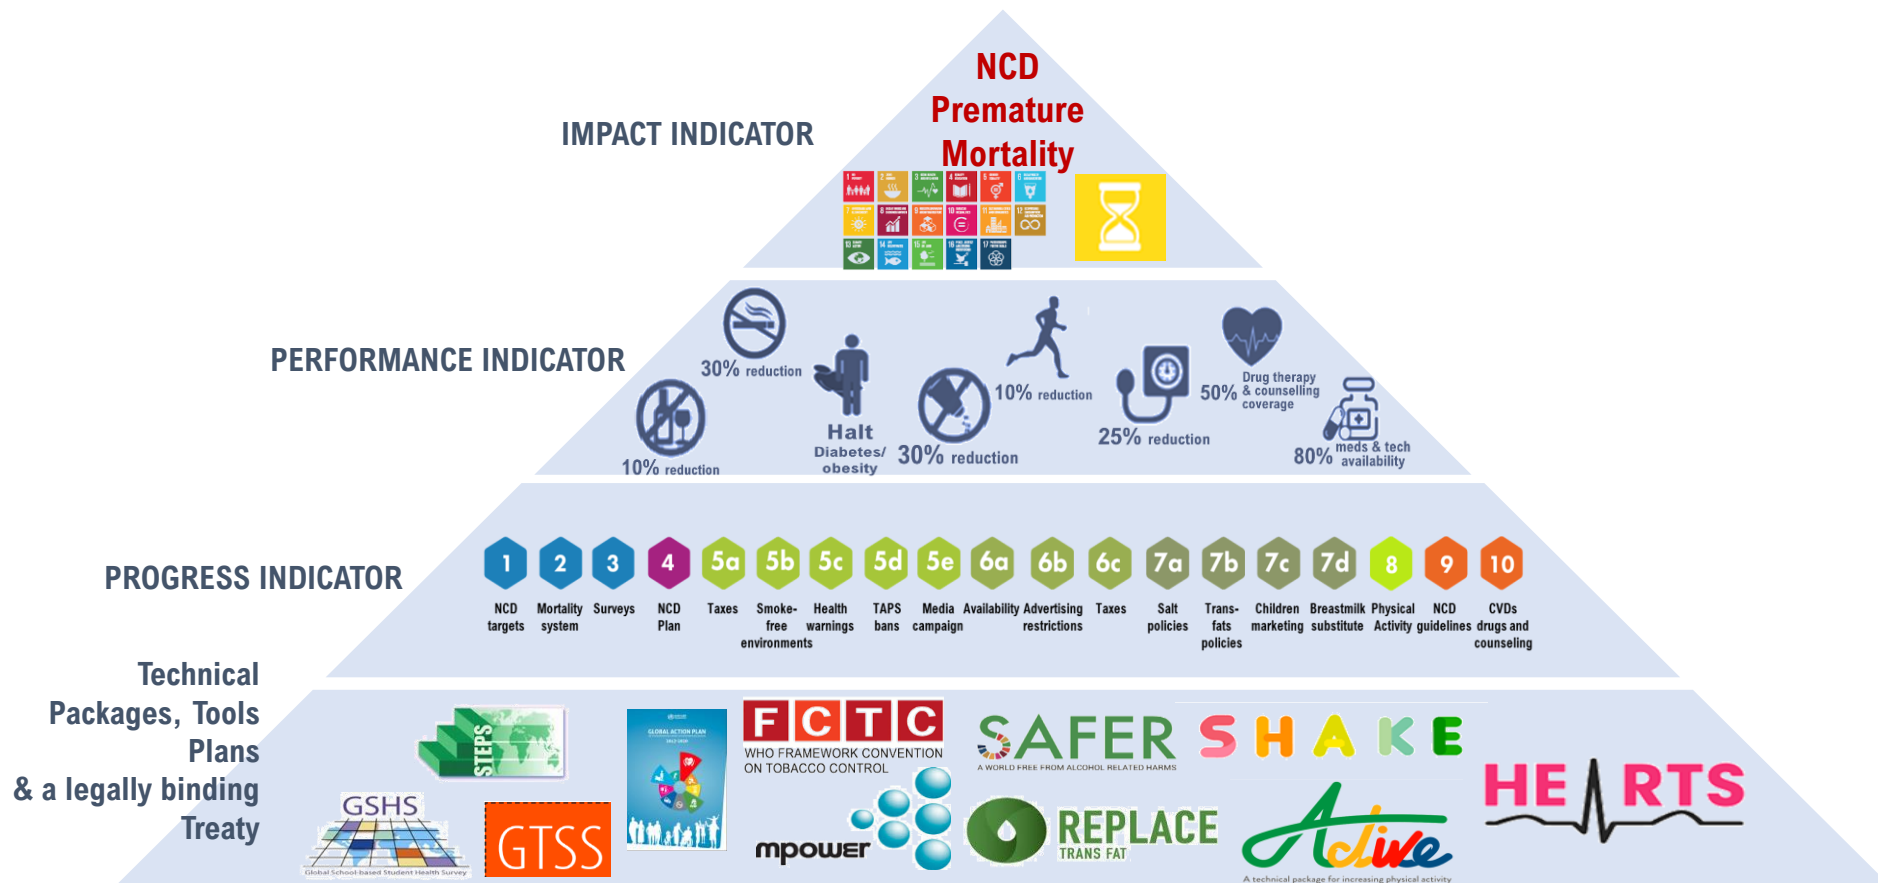 NCD
Premature
Mortality
IMPACT INDICATOR
PERFORMANCE INDICATOR
30% reduction
10% reduction
Halt
Diabetes/
obesity
30% reduction
10% reduction
25% reduction
50% Drug therapy
& counselling
coverage
80% meds & tech
availability
PROGRESS INDICATOR
1 2 3 4 5a 5b 5c 5d 5e 6a 6b 6c 7a 7b 7c 7d 8 9 10
NCD
targets
Mortality
system
Surveys
NCD
Plan
Taxes
Smoke-
free
environments
Health
warnings
TAPS
bans
Media
campaign
Availability
Advertising
restrictions
Taxes
Salt
policies
Trans-
fats
policies
Children
marketing
Breastmilk
substitute
Physical
Activity
NCD
guidelines
CVDs
drugs and
counseling
Technical
Packages, Tools
Plans
& a legally binding
Treaty
STEPS
GSHS
Global School-based Student Health Survey
GTSS
GLOBAL ACTION PLAN
FCTC
WHO FRAMEWORK CONVENTION
ON TOBACCO CONTROL
mpower
SAFER
A WORLD FREE FROM ALCOHOL RELATED HARMS
REPLACE
TRANS FAT
SHAKE
Active
A technical package for increasing physical activity
HEARTS